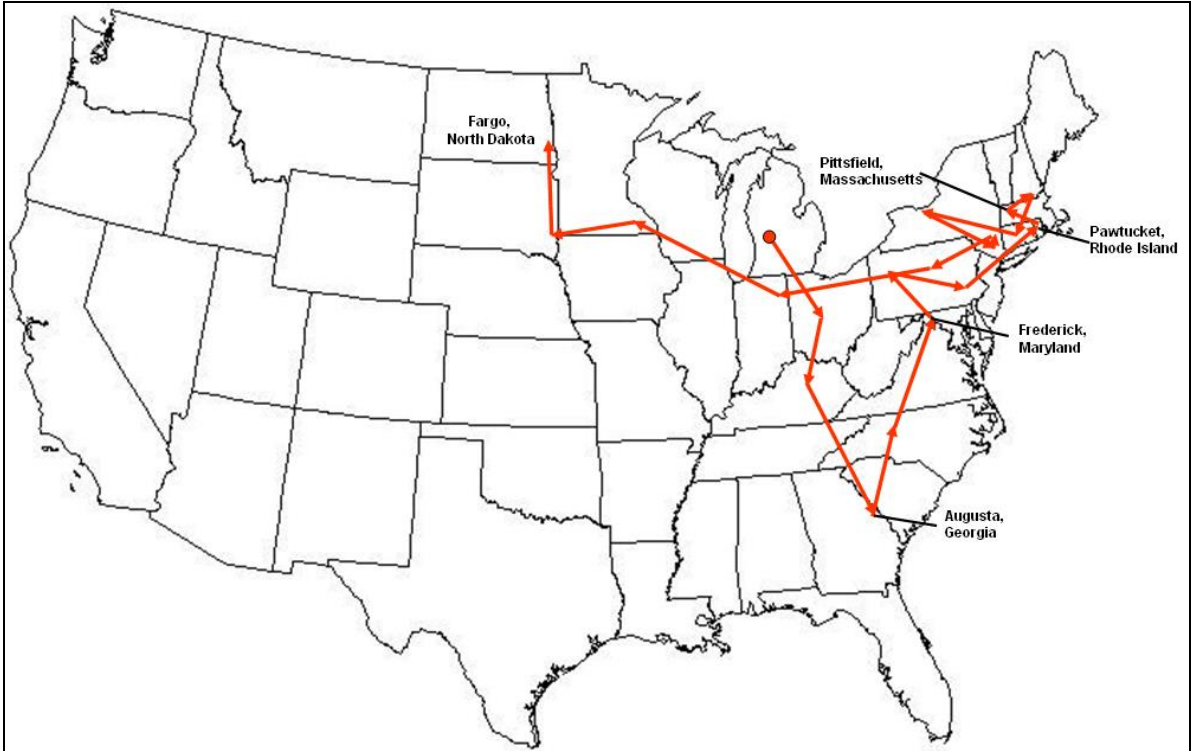 Fargo,
North Dakota
Pittsfield,
Massachusetts
Pawtucket,
Rhode Island
Frederick,
Maryland
Augusta,
Georgia